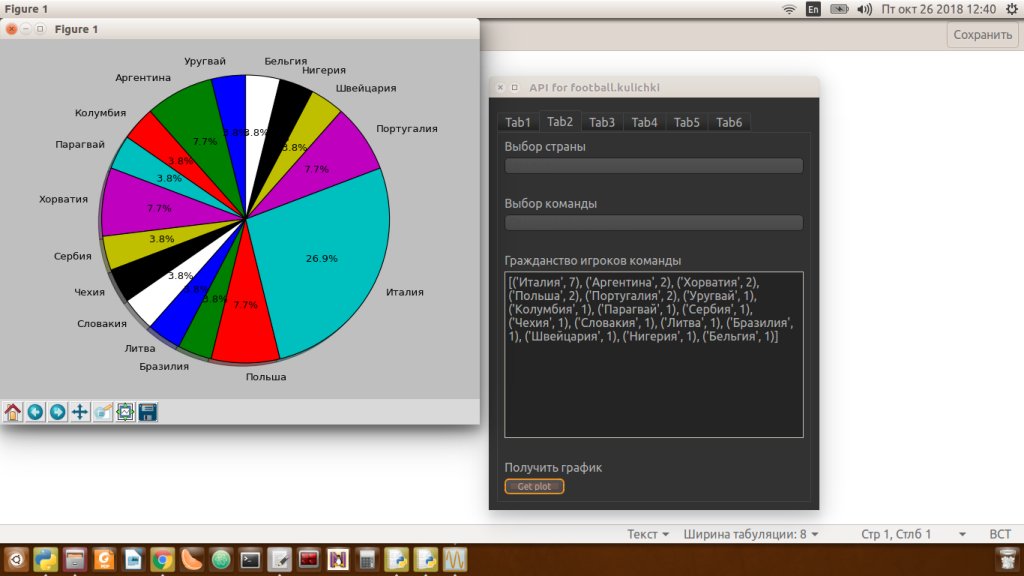 Figure 1
En
Пт окт 26 2018 12:40
Figure 1
Сохранить
Уругвай
Бельгия
Нигерия
Аргентина
Швейцария
Колумбия
Португалия
Парагвай
Хорватия
Сербия
Италия
Чехия
Словакия
Литва
Бразилия
Польша
3.8%
3.8%
7.7%
3.8%
3.8%
7.7%
3.8%
7.7%
3.8%
26.9%
3.8%
3.8%
7.7%
API for football.kulichki
Tab1 Tab2 Tab3 Tab4 Tab5 Tab6
Выбор страны
Выбор команды
Гражданство игроков команды
[('Италия', 7), ('Аргентина', 2), ('Хорватия', 2),
('Польша', 2), ('Португалия', 2), ('Уругвай', 1),
('Колумбия', 1), ('Парагвай', 1), ('Сербия', 1),
('Чехия', 1), ('Словакия', 1), ('Литва', 1), ('Бразилия',
1), ('Швейцария', 1), ('Нигерия', 1), ('Бельгия', 1)]
Получить график
Get plot
Текст Ширина табуляции: 8 Стр 1, Стлб 1 ВСТ